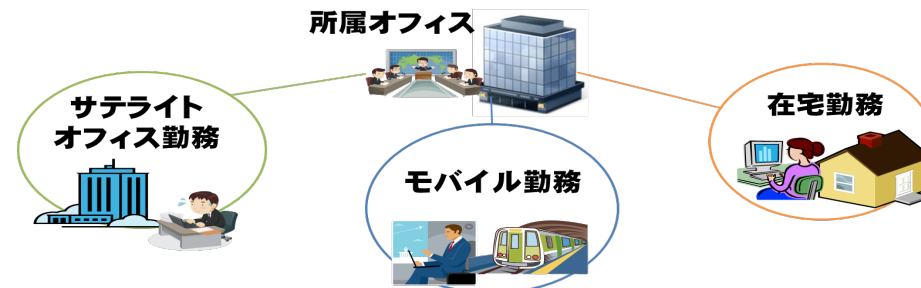 所属オフィス
サテライト
オフィス勤務
モバイル勤務
在宅勤務